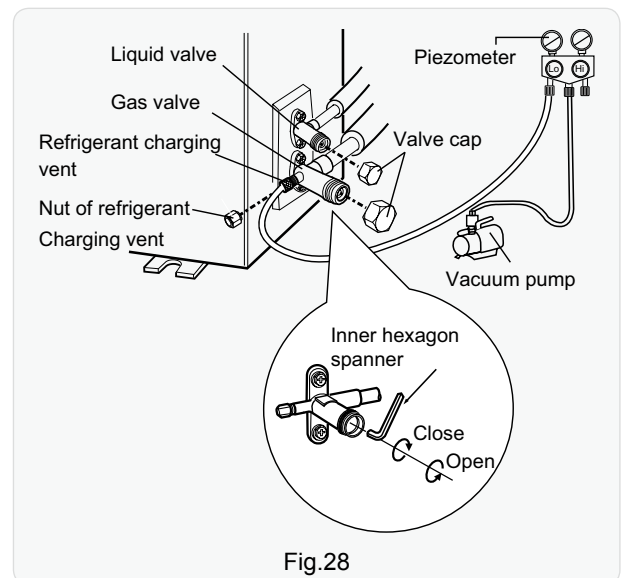 Liquid valve
Gas valve
Refrigerant charging
vent
Nut of refrigerant
Charging vent
Piezometer
Lo
Hi
Valve cap
Vacuum pump
Inner hexagon
spanner
Close
Open
Fig.28